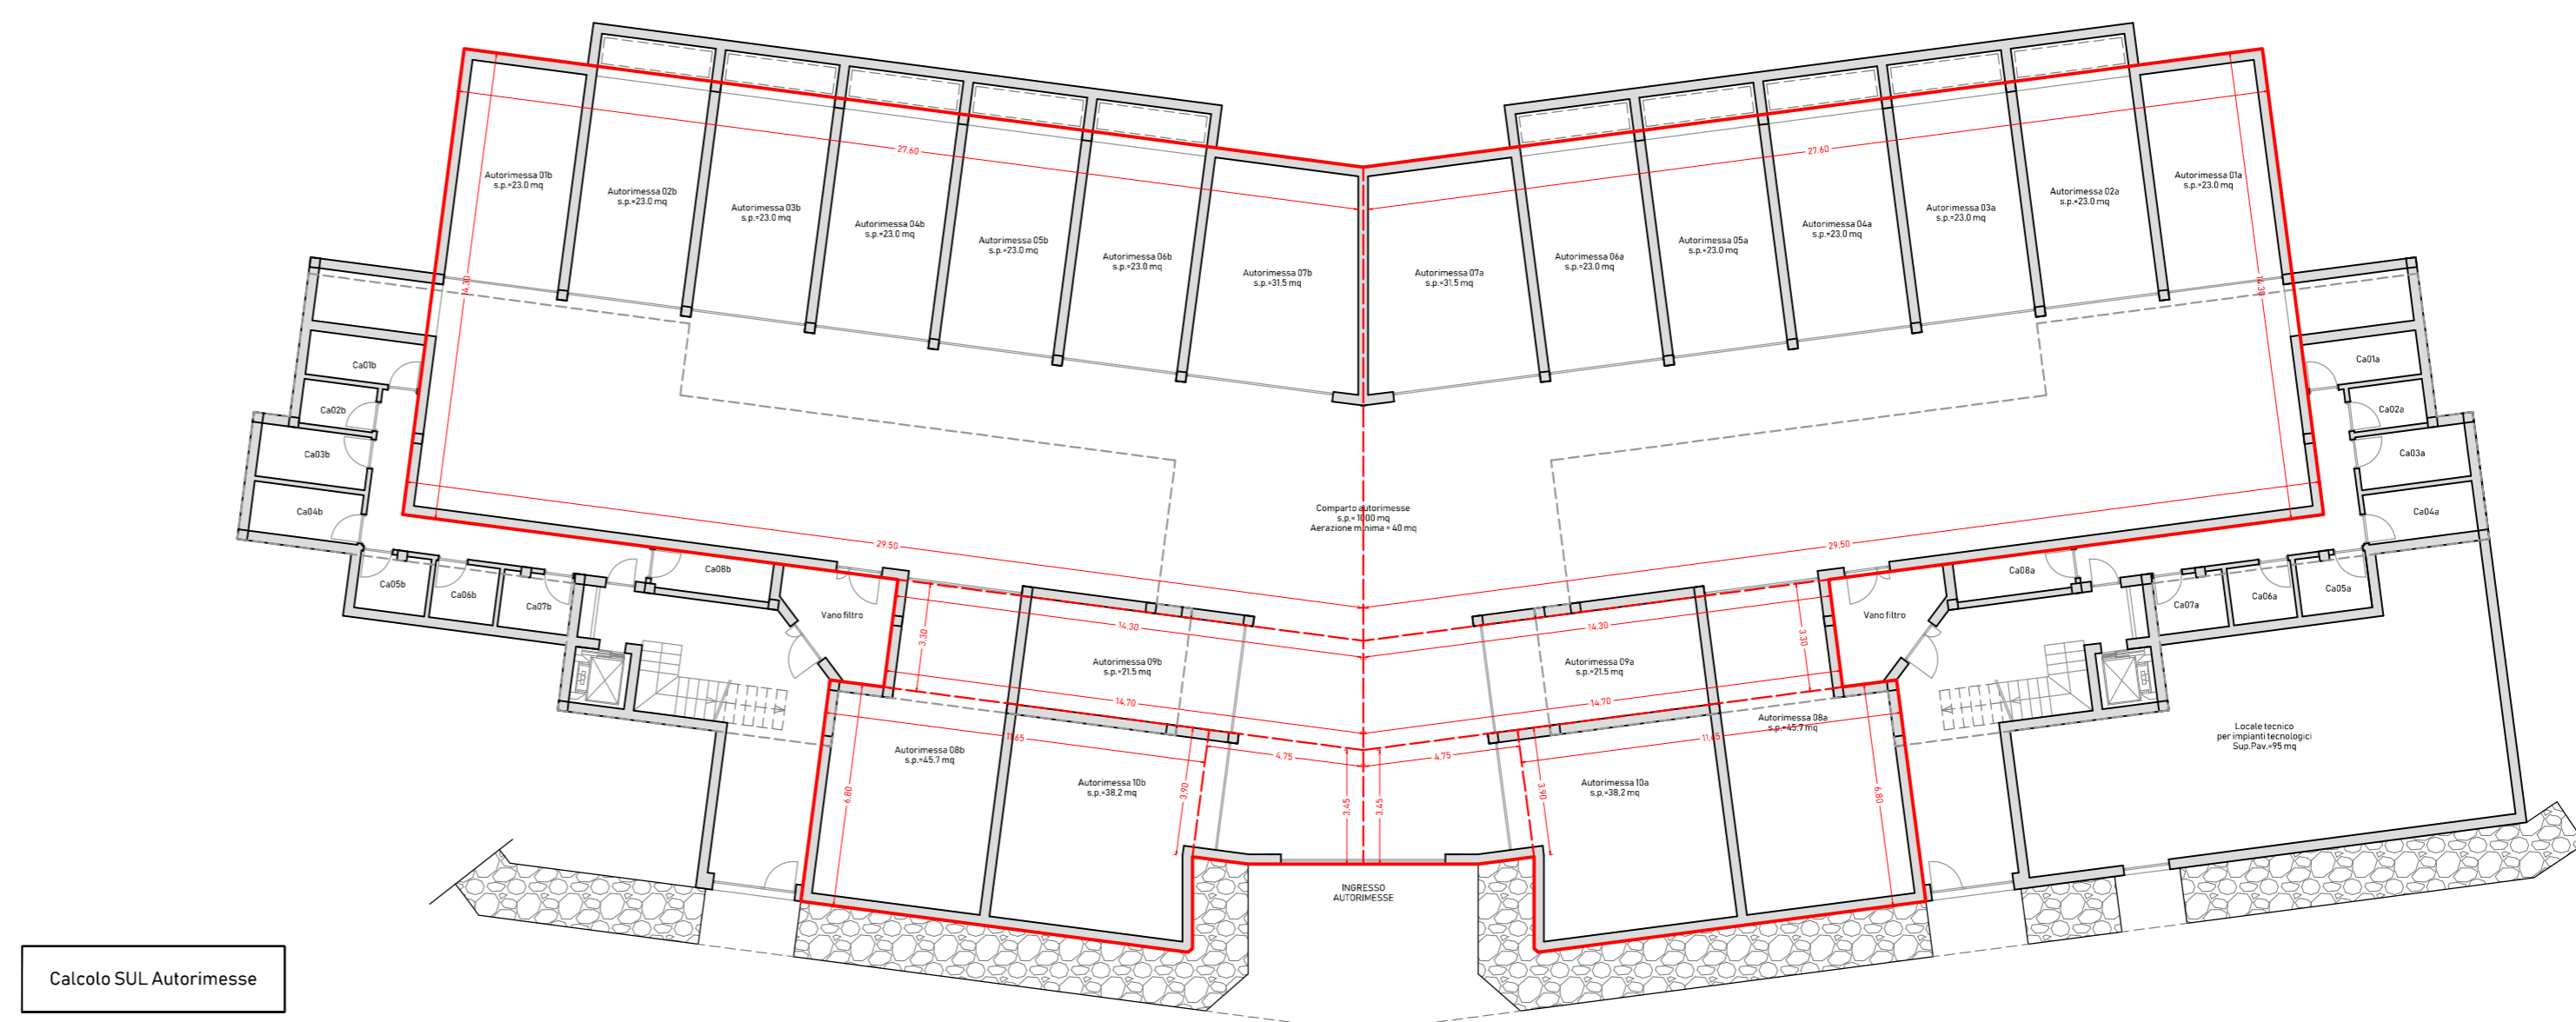 Autorimessa 01b
s.p.=23.0 mq
Autorimessa 02b
s.p.=23.0 mq
Autorimessa 03b
s.p.=23.0 mq
Autorimessa 04b
s.p.=23.0 mq
Autorimessa 05b
s.p.=23.0 mq
Autorimessa 06b
s.p.=23.0 mq
Autorimessa 07b
s.p.=31.5 mq
Autorimessa 07a
s.p.=31.5 mq
Autorimessa 06a
s.p.=23.0 mq
Autorimessa 05a
s.p.=23.0 mq
Autorimessa 04a
s.p.=23.0 mq
Autorimessa 03a
s.p.=23.0 mq
Autorimessa 02a
s.p.=23.0 mq
Autorimessa 01a
s.p.=23.0 mq
27.60
27.60
14.30
14.30
Ca01b
Ca02b
Ca03b
Ca04b
Ca05b
Ca06b
Ca07b
Ca08b
Vano filtro
Comparto autorimesse
s.p.=1000 mq
Aerazione minima = 40 mq
29.50
29.50
Ca01a
Ca02a
Ca03a
Ca04a
Ca05a
Ca06a
Ca07a
Ca08a
Vano filtro
3.30
14.30
14.30
3.30
Autorimessa 09b
s.p.=21.5 mq
Autorimessa 09a
s.p.=21.5 mq
14.70
14.70
11.65
4.75
4.75
11.65
Autorimessa 08b
s.p.=45.7 mq
Autorimessa 08a
s.p.=45.7 mq
Autorimessa 10b
s.p.=38.2 mq
Autorimessa 10a
s.p.=38.2 mq
6.80
3.90
3.45
3.45
3.90
6.80
Locale tecnico
per impianti tecnologici
Sup.Pav.=95 mq
INGRESSO
AUTORIMESSE
Calcolo SUL Autorimesse